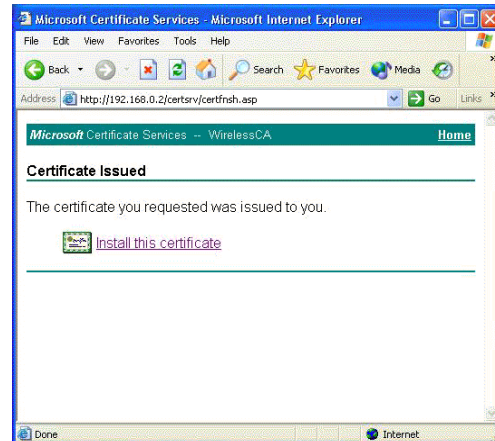 Microsoft Certificate Services - Microsoft Internet Explorer
File Edit View Favorites Tools Help
Back Search Favorites Media
Address http://192.168.0.2/certsrv/certfnsh.asp Go Links »
Microsoft Certificate Services -- WirelessCA Home
Certificate Issued
The certificate you requested was issued to you.
Install this certificate
Done Internet